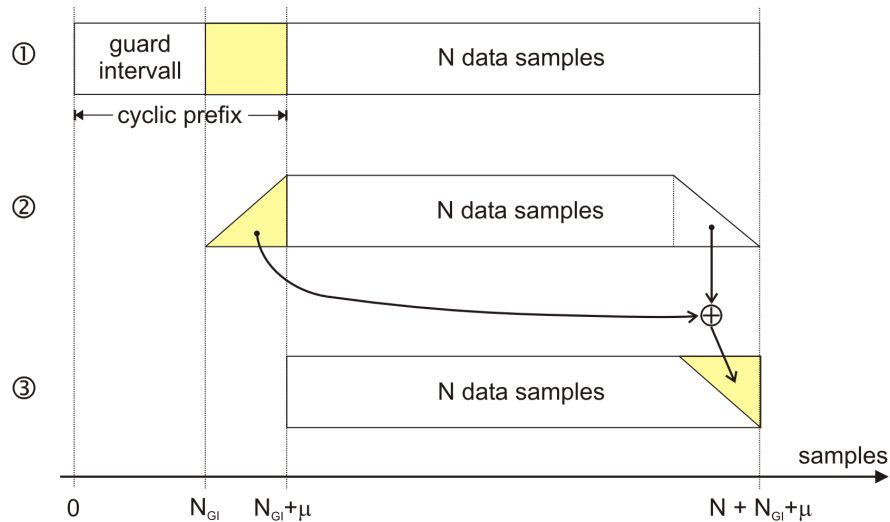 ①
guard
intervall
N data samples
cyclic prefix
②
N data samples
③
N data samples
samples
0
N_GI
N_GI+μ
N + N_GI+μ